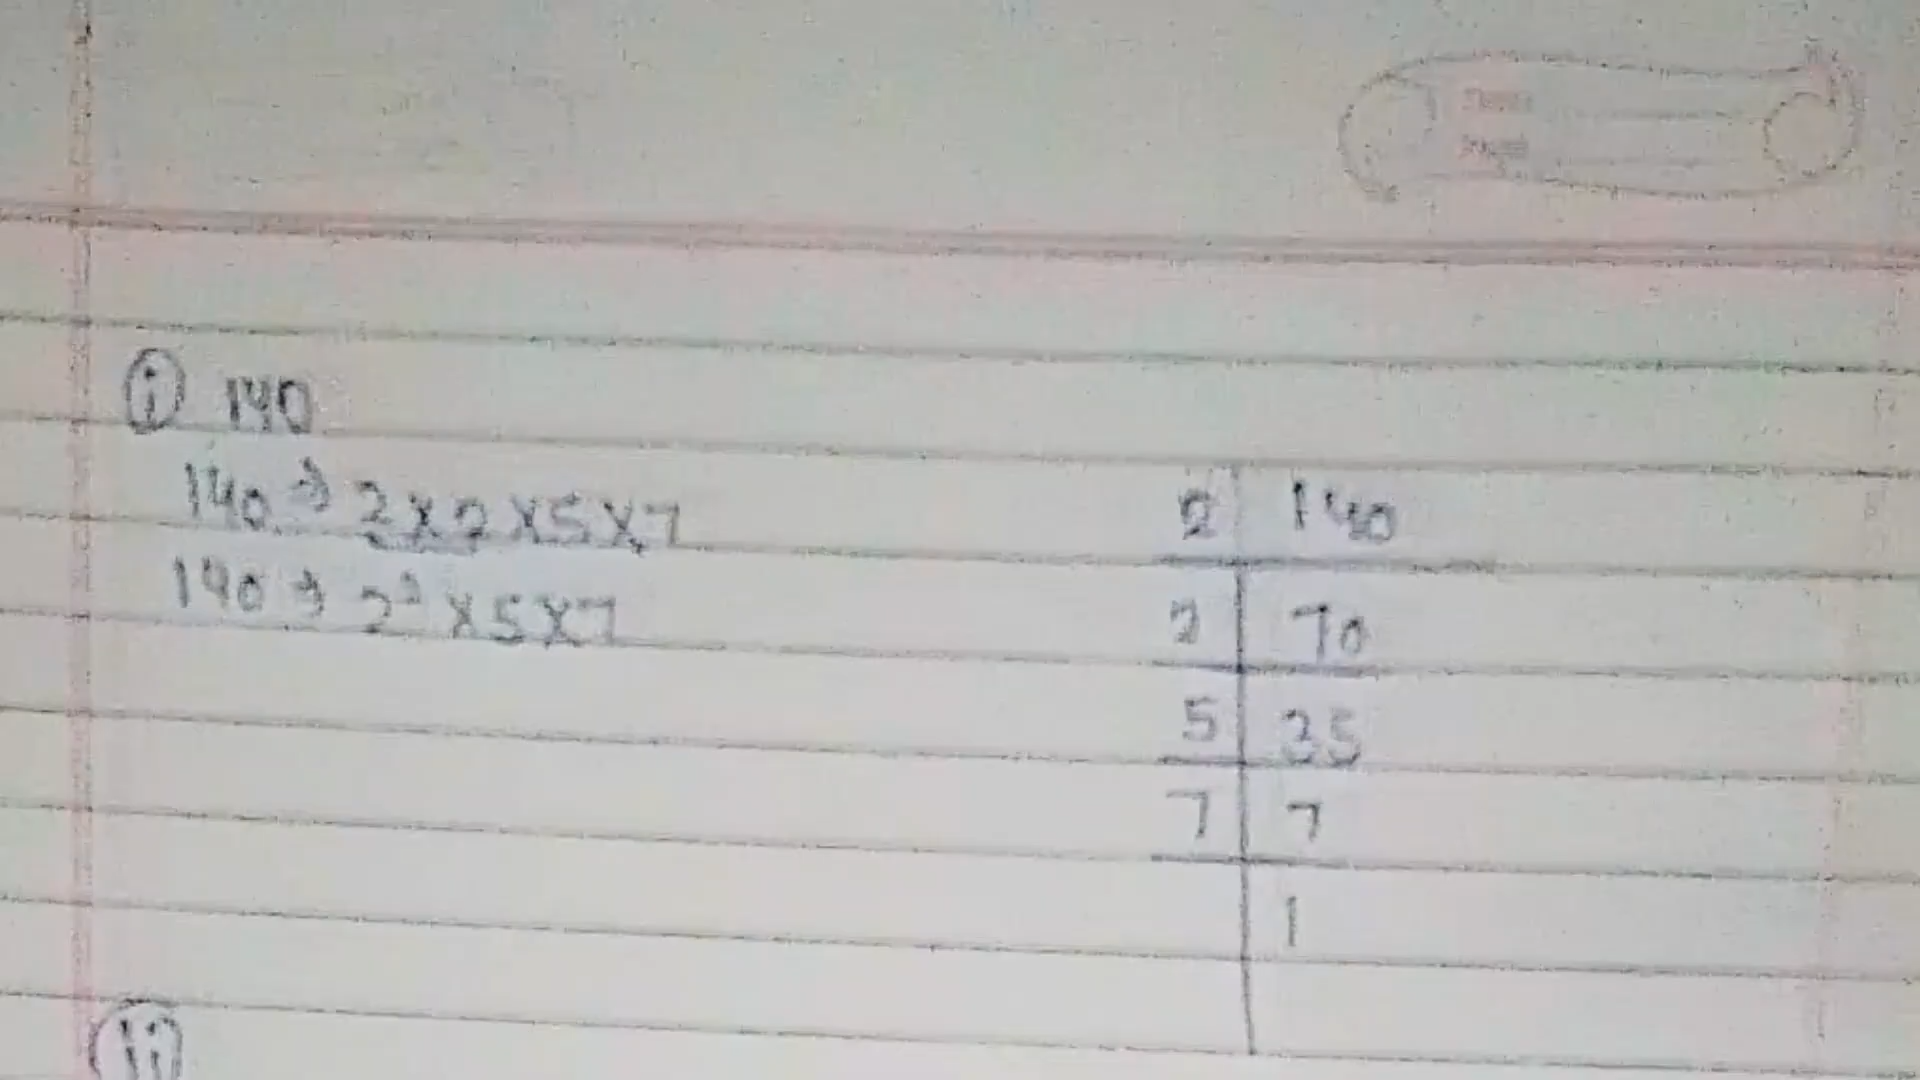 i 140
140 → 2×2×5×7
140 → 2² ×5×7
2 | 140
2 | 70
5 | 35
7 | 7
1
ii